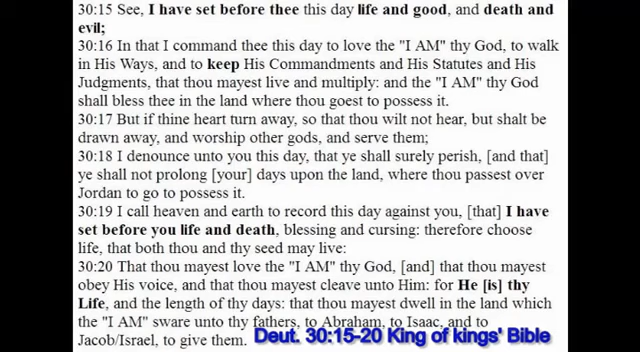 30:15 See, I have set before thee this day life and good, and death and
evil;
30:16 In that I command thee this day to love the "I AM" thy God, to walk
in His Ways, and to keep His Commandments and His Statutes and His
Judgments, that thou mayest live and multiply: and the "I AM" thy God
shall bless thee in the land where thou goest to possess it.
30:17 But if thine heart turn away, so that thou wilt not hear, but shalt be
drawn away, and worship other gods, and serve them;
30:18 I denounce unto you this day, that ye shall surely perish, [and that]
ye shall not prolong [your] days upon the land, where thou passest over
Jordan to go to possess it.
30:19 I call heaven and earth to record this day against you, [that] I have
set before you life and death, blessing and cursing: therefore choose
life, that both thou and thy seed may live:
30:20 That thou mayest love the "I AM" thy God, [and] that thou mayest
obey His voice, and that thou mayest cleave unto Him: for He [is] thy
Life, and the length of thy days: that thou mayest dwell in the land which
the "I AM" sware unto thy fathers, to Abraham, to Isaac, and to
Jacob/Israel, to give them. Deut. 30:15-20 King of kings' Bible